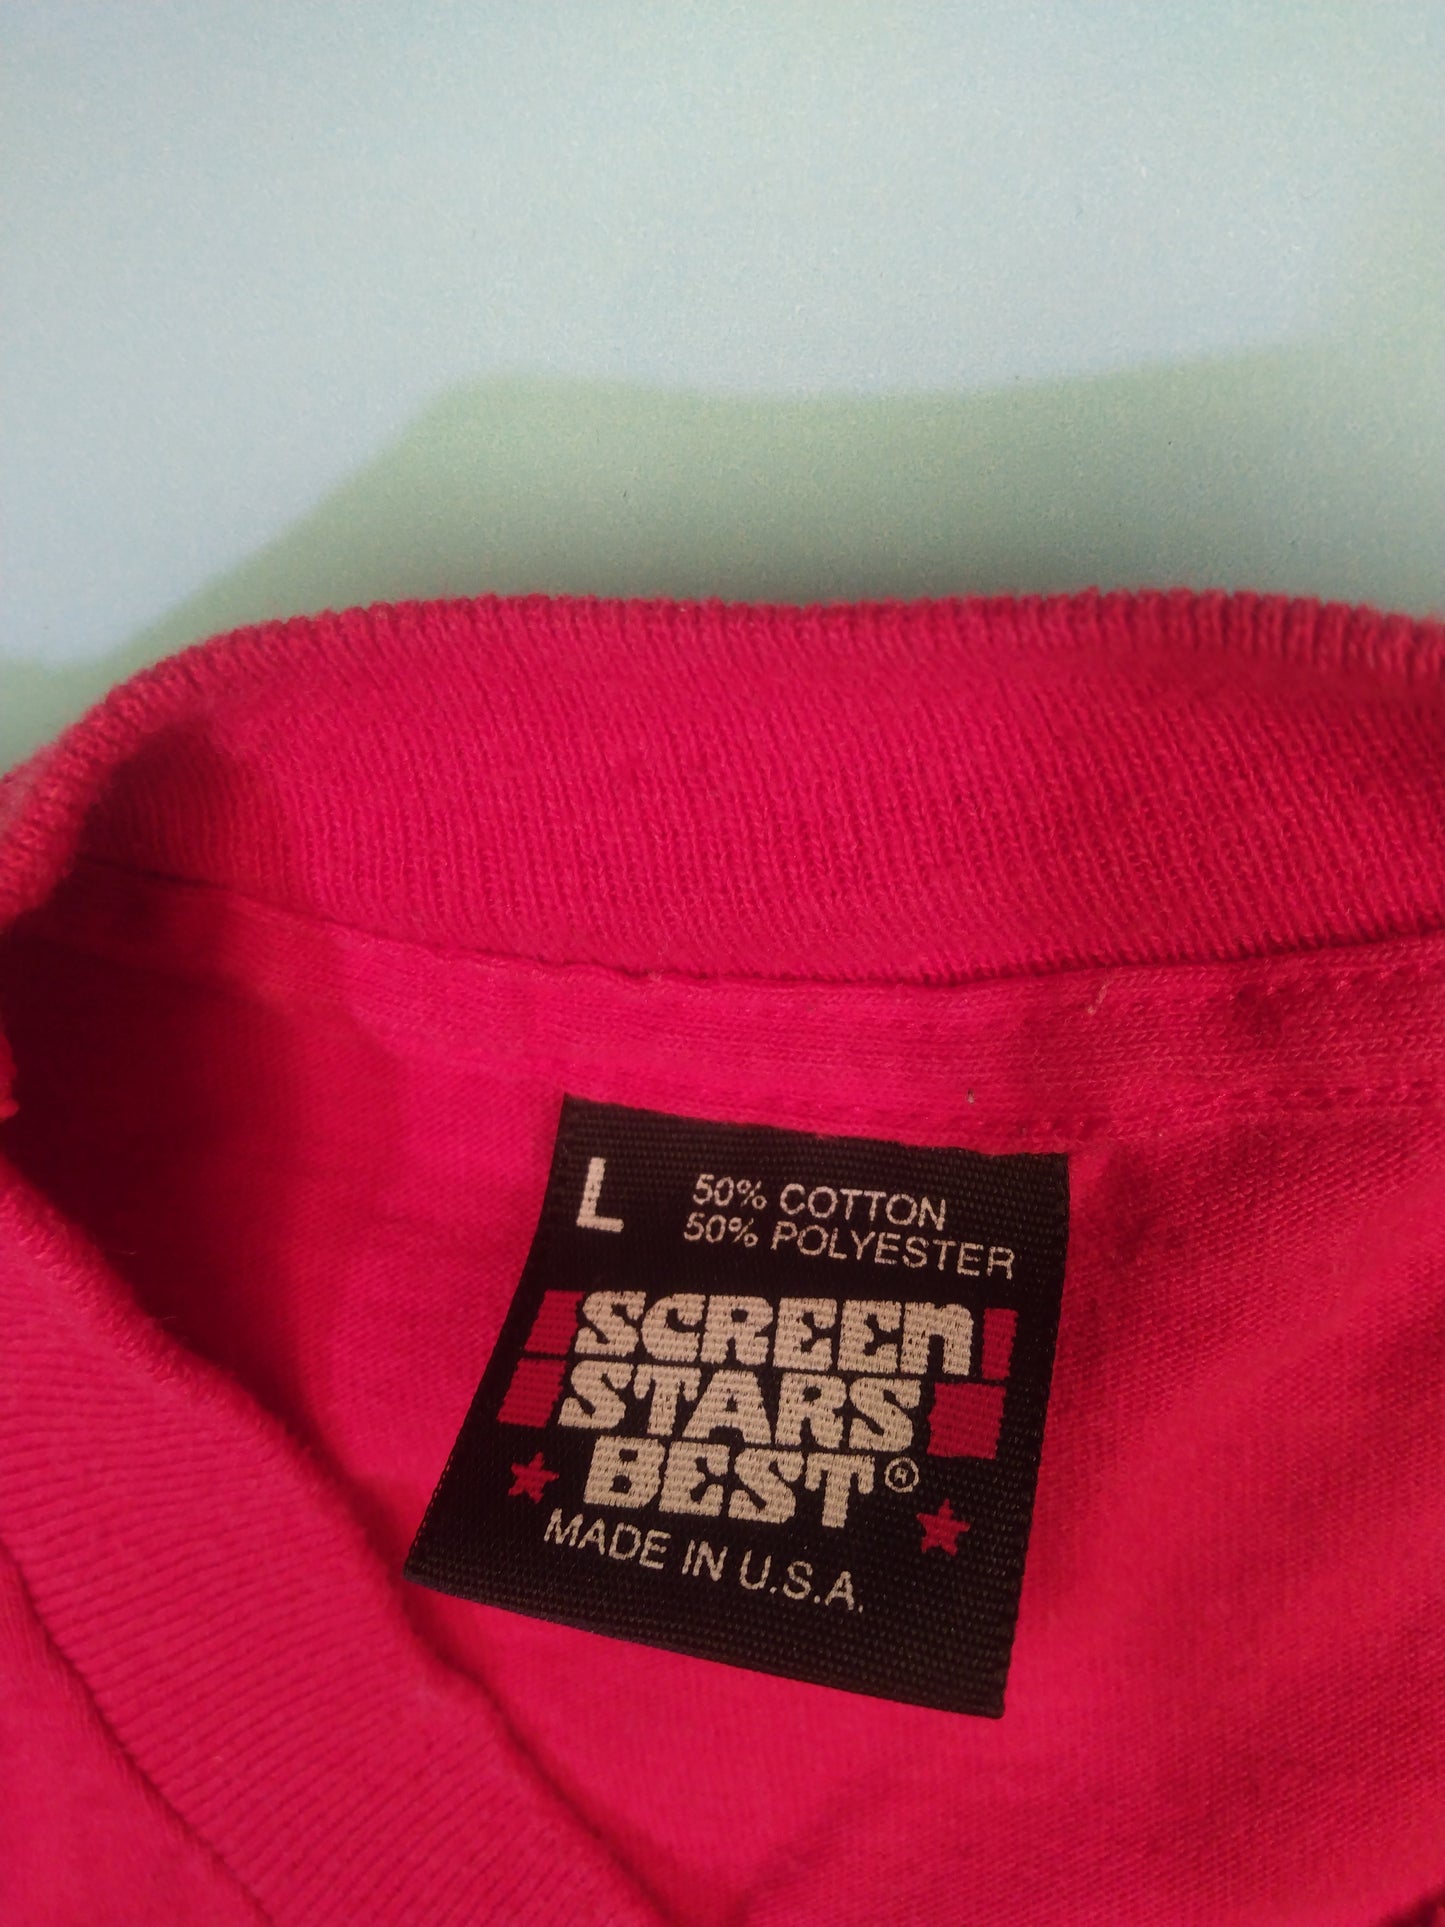 L 50% COTTON
50% POLYESTER
SCREEN
STARS
BEST®
MADE IN U.S.A.